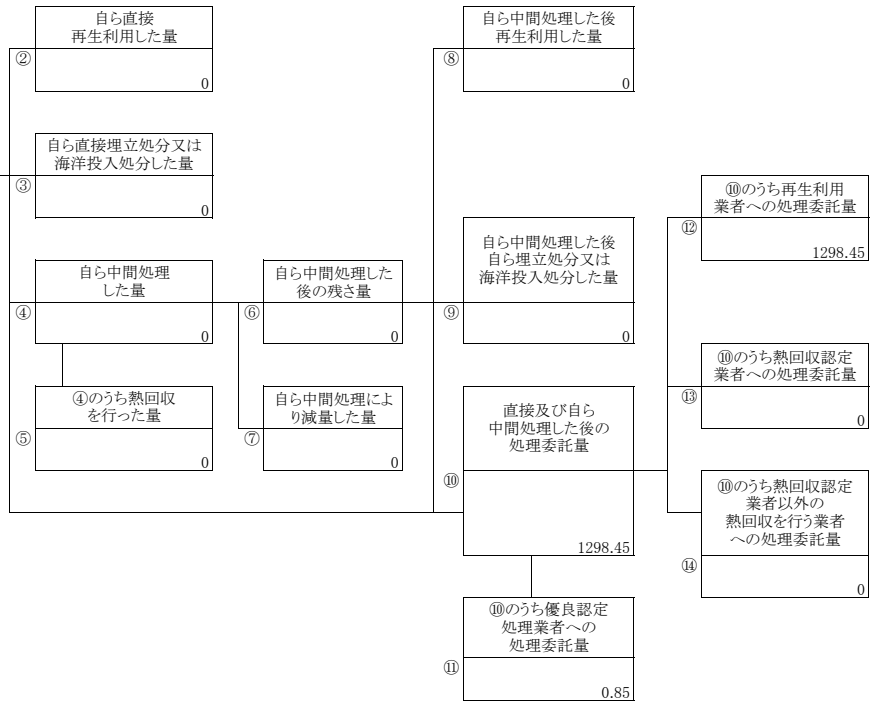 自ら直接
再生利用した量
②
0
自ら直接埋立処分又は
海洋投入処分した量
③
0
自ら中間処理
した量
④
0
④のうち熱回収
を行った量
⑤
0
自ら中間処理した
後の残さ量
⑥
0
自ら中間処理によ
り減量した量
⑦
0
自ら中間処理した後
再生利用した量
⑧
0
自ら中間処理した後
自ら埋立処分又は
海洋投入処分した量
⑨
0
直接及び自ら
中間処理した後の
処理委託量
⑩
1298.45
⑩のうち優良認定
処理業者への
処理委託量
⑪
0.85
⑩のうち再生利用
業者への処理委託量
⑫
1298.45
⑩のうち熱回収認定
業者への処理委託量
⑬
0
⑩のうち熱回収認定
業者以外の
熱回収を行う業者
への処理委託量
⑭
0